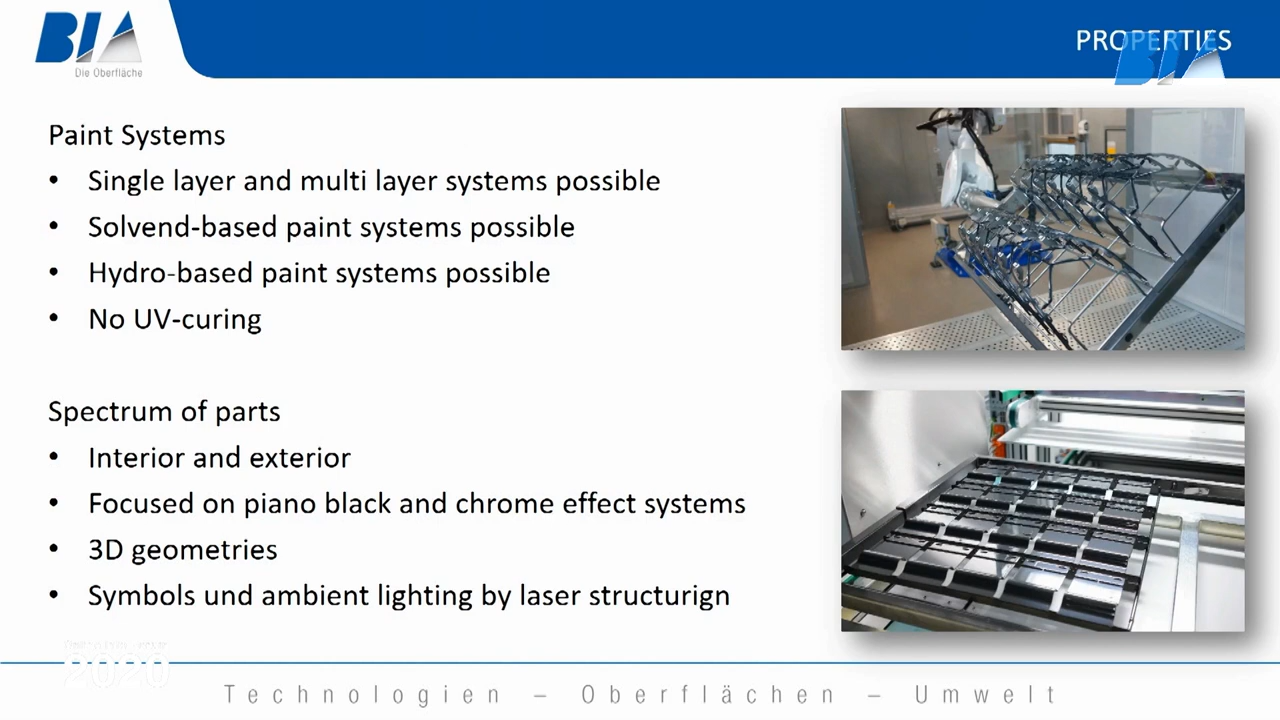 BIA
Die Oberfläche
PROPERTIES
BIA
Paint Systems
• Single layer and multi layer systems possible
• Solvend-based paint systems possible
• Hydro-based paint systems possible
• No UV-curing
Spectrum of parts
• Interior and exterior
• Focused on piano black and chrome effect systems
• 3D geometries
• Symbols und ambient lighting by laser structurign
2020
Technologien – Oberflächen – Umwelt